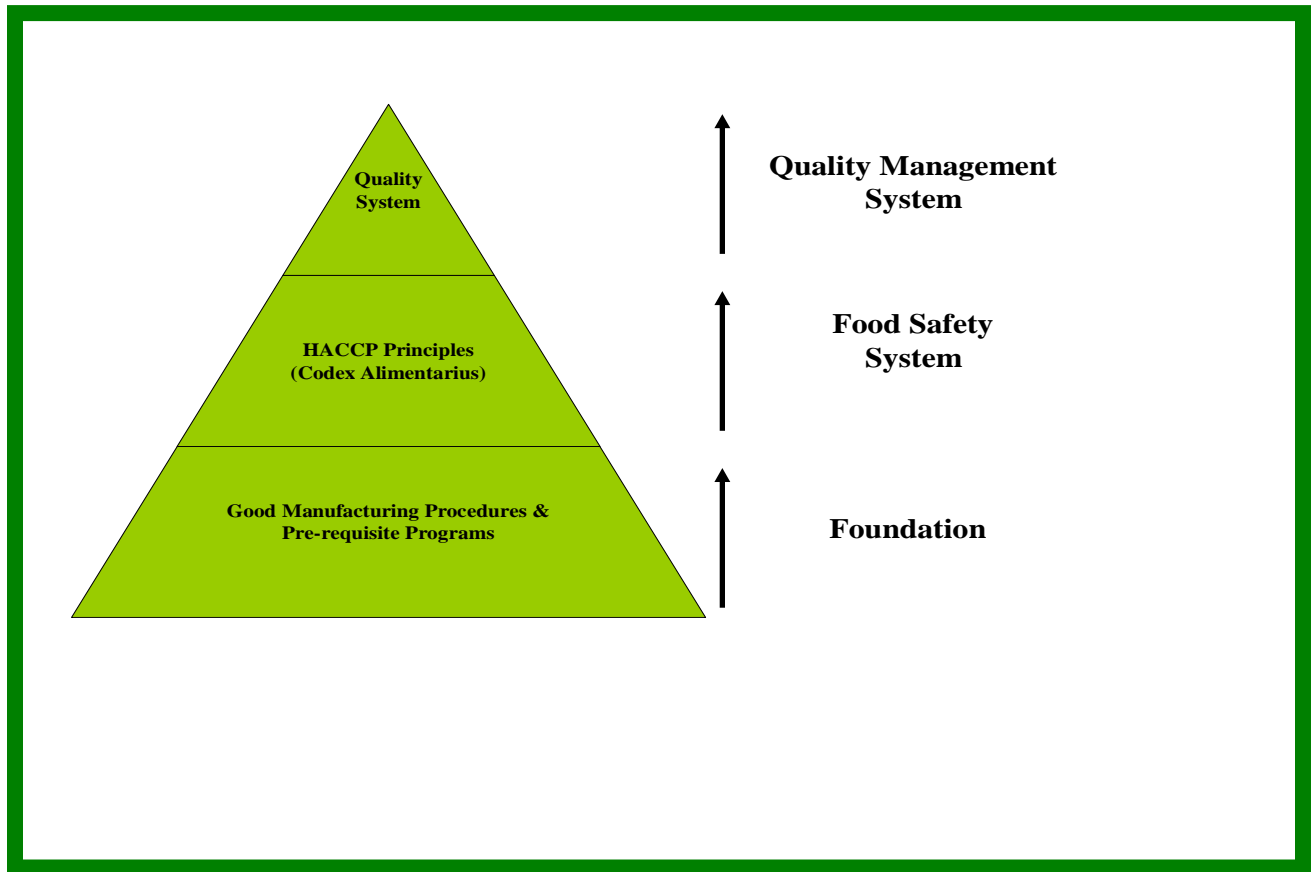 Quality
System
Quality Management
System
HACCP Principles
(Codex Alimentarius)
Food Safety
System
Good Manufacturing Procedures &
Pre-requisite Programs
Foundation